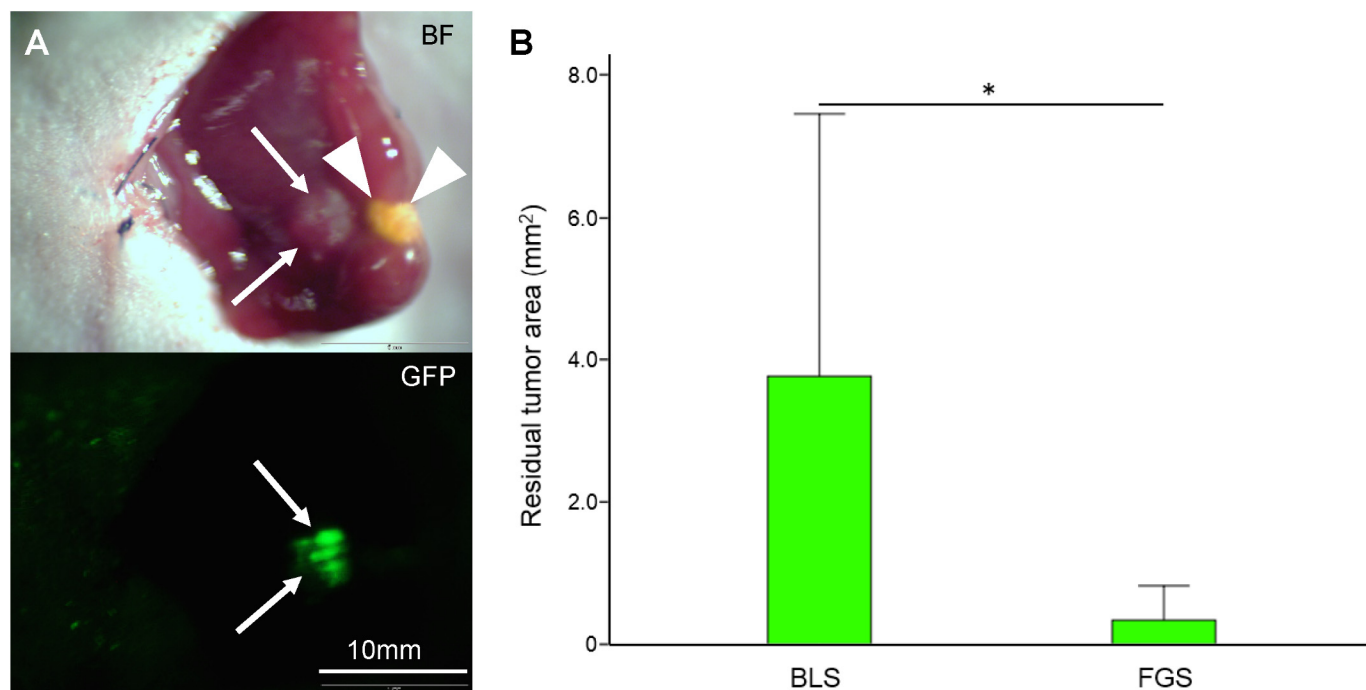 A
BF
GFP
10mm
B
Residual tumor area (mm²)
8.0
6.0
4.0
2.0
0
*
BLS
FGS